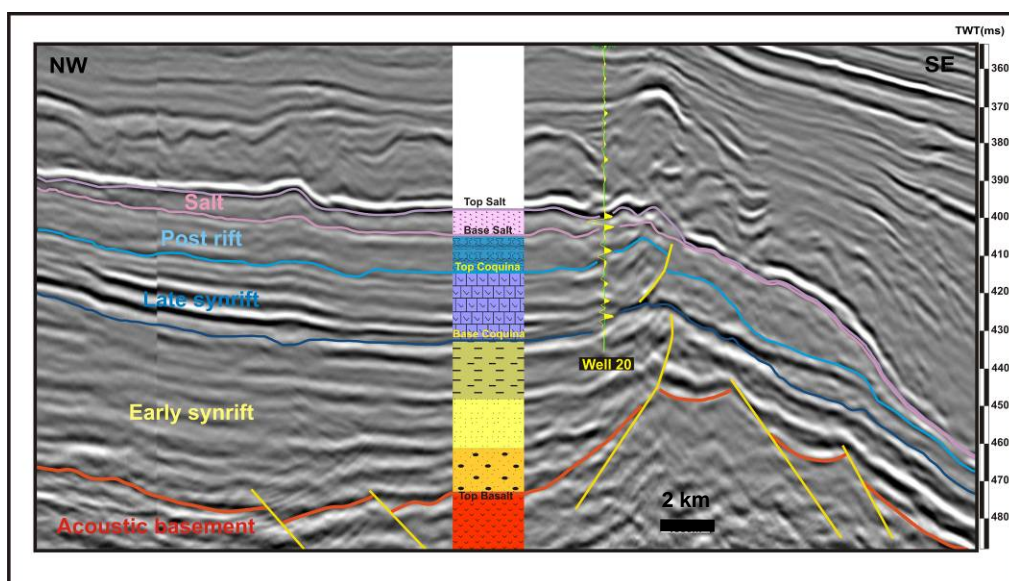 TWT(ms)
NW
SE
360
370
380
390
400
410
420
430
440
450
460
470
480
Top Salt
Salt
Base Salt
Post rift
Top Coquina
Late synrift
Base Coquina
Well 20
Early synrift
Top Basalt
2 km
Acoustic basement